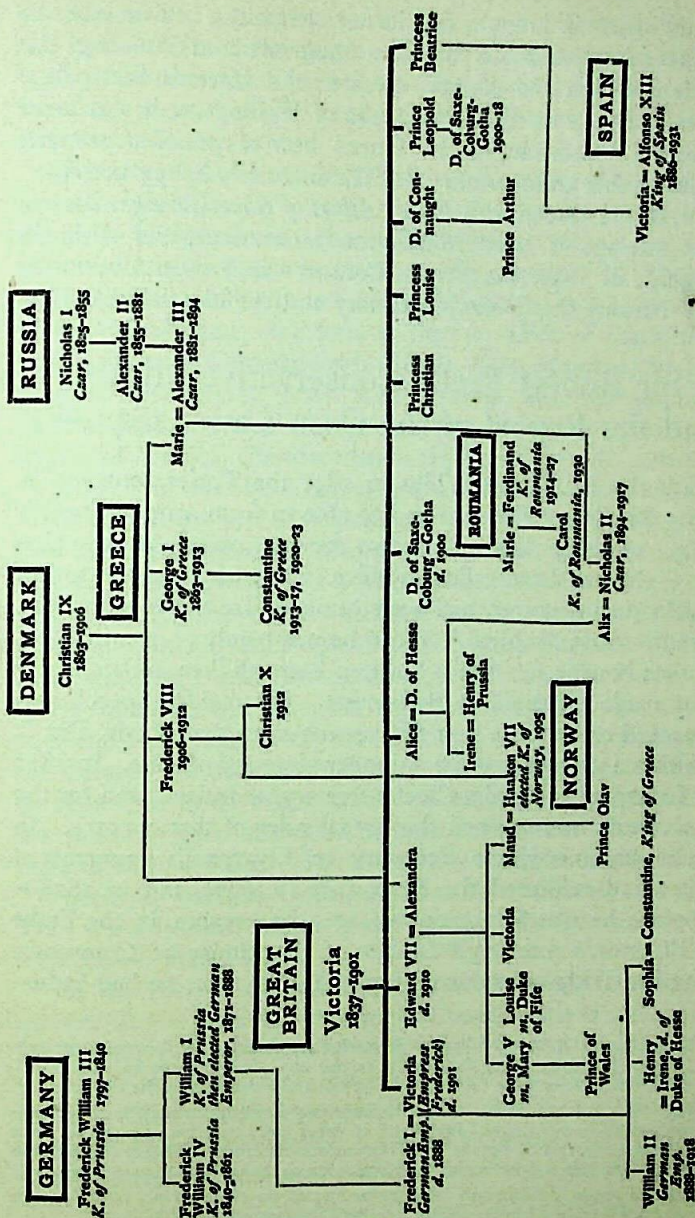 GERMANY
Frederick William III
K. of Prussia 1797–1840
Frederick
William IV
K. of Prussia
1840–1861
William I
K. of Prussia
then elected German
Emperor, 1871–1888
GREAT
BRITAIN
Victoria
1837–1901
DENMARK
Christian IX
1863–1906
GREECE
Frederick VIII
1906–1912
George I
K. of Greece
1863–1913
Christian X
1912
Constantine
K. of Greece
1913–17, 1920–23
RUSSIA
Nicholas I
Czar, 1825–1855
Alexander II
Czar, 1855–1881
Marie = Alexander III
Czar, 1881–1894
Frederick I = Victoria
German Emp. (Empress
d. 1888 Frederick)
d. 1901
Edward VII = Alexandra
d. 1910
Alice = D. of Hesse
D. of Saxe-
Coburg-Gotha
d. 1900
Princess
Christian
Princess
Louise
D. of Con-
naught
Prince
Leopold
Princess
Beatrice
George V
m. Mary
Louise
m. Duke
of Fife
Victoria
Maud = Haakon VII
elected K. of
Norway, 1905
NORWAY
Prince Olav
Prince of
Wales
Irene = Henry of
Prussia
ROUMANIA
Marie = Ferdinand
K. of
Roumania
1914–27
Carol
K. of Roumania, 1930
Alix = Nicholas II
Czar, 1894–1917
Prince Arthur
D. of Saxe-
Coburg-
Gotha
1900–18
SPAIN
Victoria = Alfonso XIII
King of Spain
1886–1931
William II
German
Emp.
1888–1918
Henry
= Irene, d. of
Duke of Hesse
Sophia = Constantine, King of Greece